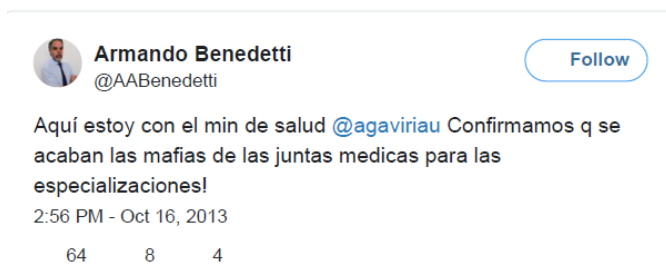 Armando Benedetti
@AABenedetti
Follow
Aquí estoy con el min de salud @agaviriau Confirmamos q se
acaban las mafias de las juntas medicas para las
especializaciones!
2:56 PM - Oct 16, 2013
64 8 4